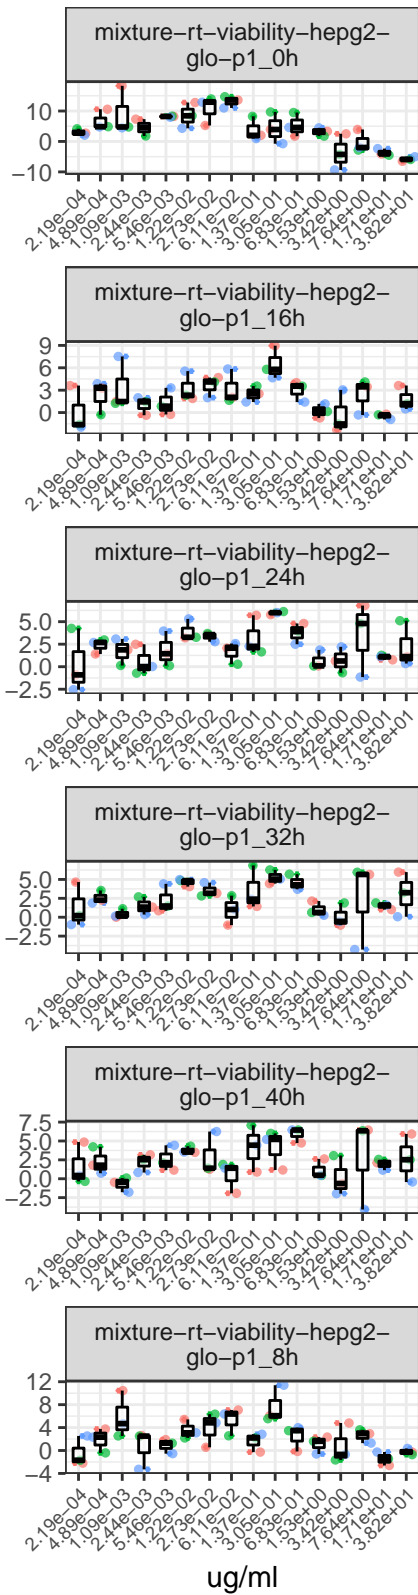 mixture−rt−viability−hepg2−
glo−p1_0h
10
0
−10
2.19e−04
4.89e−04
1.09e−03
2.44e−03
5.46e−03
1.22e−02
2.73e−02
6.11e−02
1.37e−01
3.05e−01
6.83e−01
1.53e+00
3.42e+00
7.64e+00
1.71e+01
3.82e+01
mixture−rt−viability−hepg2−
glo−p1_16h
9
6
3
0
2.19e−04
4.89e−04
1.09e−03
2.44e−03
5.46e−03
1.22e−02
2.73e−02
6.11e−02
1.37e−01
3.05e−01
6.83e−01
1.53e+00
3.42e+00
7.64e+00
1.71e+01
3.82e+01
mixture−rt−viability−hepg2−
glo−p1_24h
5.0
2.5
0.0
−2.5
2.19e−04
4.89e−04
1.09e−03
2.44e−03
5.46e−03
1.22e−02
2.73e−02
6.11e−02
1.37e−01
3.05e−01
6.83e−01
1.53e+00
3.42e+00
7.64e+00
1.71e+01
3.82e+01
mixture−rt−viability−hepg2−
glo−p1_32h
5.0
2.5
0.0
−2.5
2.19e−04
4.89e−04
1.09e−03
2.44e−03
5.46e−03
1.22e−02
2.73e−02
6.11e−02
1.37e−01
3.05e−01
6.83e−01
1.53e+00
3.42e+00
7.64e+00
1.71e+01
3.82e+01
mixture−rt−viability−hepg2−
glo−p1_40h
7.5
5.0
2.5
0.0
−2.5
2.19e−04
4.89e−04
1.09e−03
2.44e−03
5.46e−03
1.22e−02
2.73e−02
6.11e−02
1.37e−01
3.05e−01
6.83e−01
1.53e+00
3.42e+00
7.64e+00
1.71e+01
3.82e+01
mixture−rt−viability−hepg2−
glo−p1_8h
12
8
4
0
−4
2.19e−04
4.89e−04
1.09e−03
2.44e−03
5.46e−03
1.22e−02
2.73e−02
6.11e−02
1.37e−01
3.05e−01
6.83e−01
1.53e+00
3.42e+00
7.64e+00
1.71e+01
3.82e+01
ug/ml